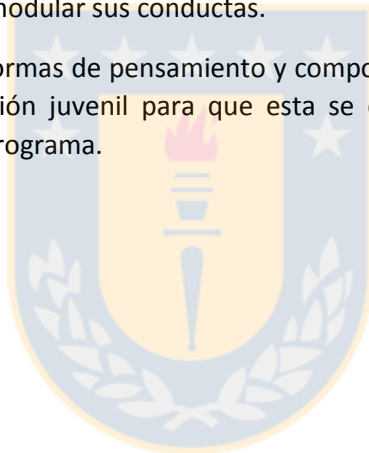 modular sus conductas.
ormas de pensamiento y compo
ión juvenil para que esta se
rograma.